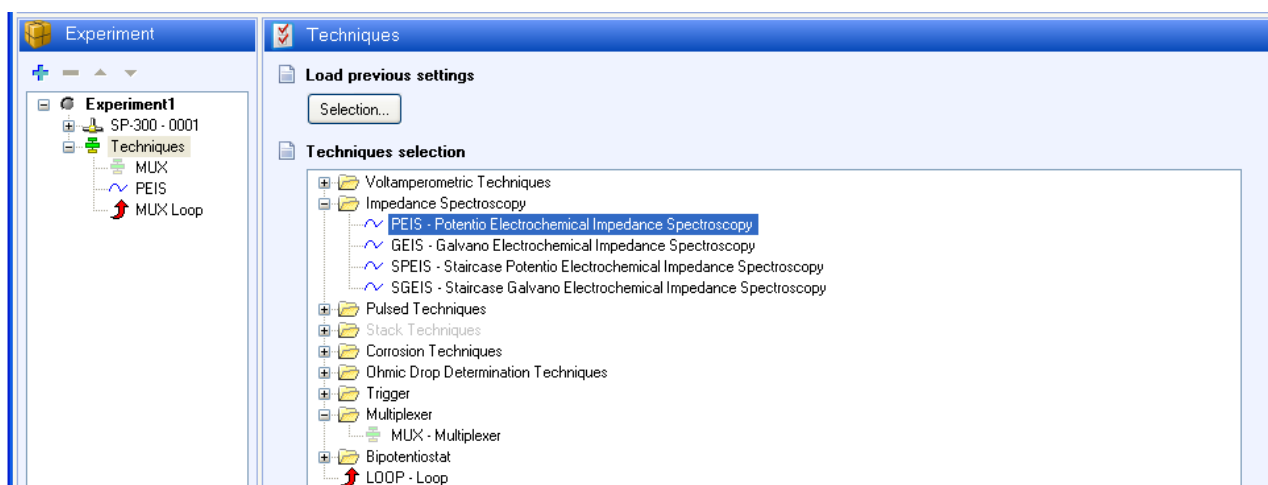 Experiment
Experiment1
SP-300 - 0001
Techniques
MUX
PEIS
MUX Loop
Techniques
Load previous settings
Selection...
Techniques selection
Voltamperometric Techniques
Impedance Spectroscopy
PEIS - Potentio Electrochemical Impedance Spectroscopy
GEIS - Galvano Electrochemical Impedance Spectroscopy
SPEIS - Staircase Potentio Electrochemical Impedance Spectroscopy
SGEIS - Staircase Galvano Electrochemical Impedance Spectroscopy
Pulsed Techniques
Stack Techniques
Corrosion Techniques
Ohmic Drop Determination Techniques
Trigger
Multiplexer
MUX - Multiplexer
Bipotentiostat
LOOP - Loop